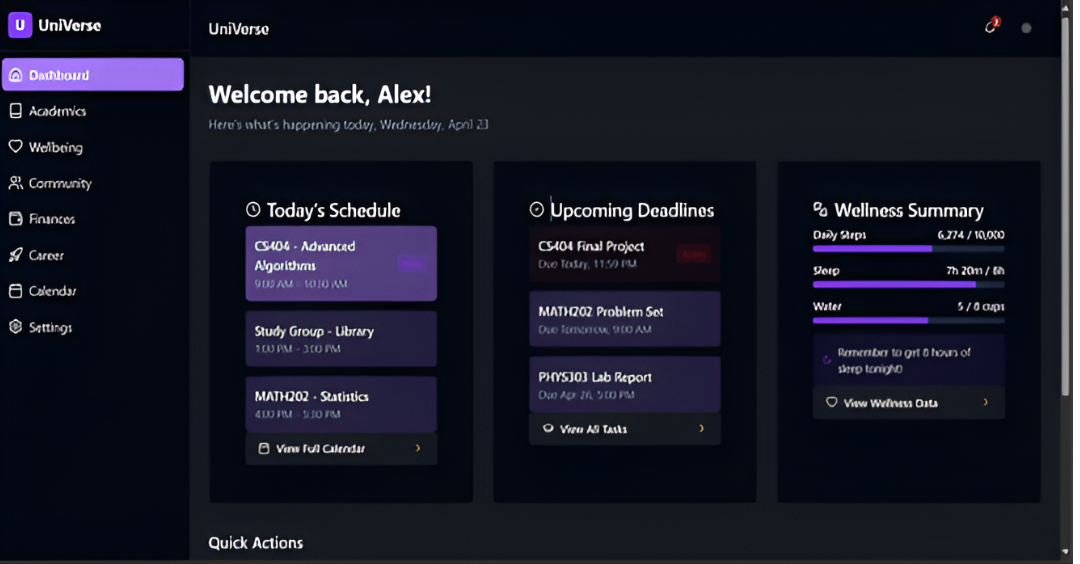 U UniVerse
UniVerse
Dashboard
Academics
Wellbeing
Community
Finances
Career
Calendar
Settings
Welcome back, Alex!
Here's what's happening today, Wednesday, April 23
Today's Schedule
CS404 - Advanced
Algorithms
9:00 AM - 10:30 AM
Study Group - Library
1:00 PM - 3:00 PM
MATH202 - Statistics
4:00 PM - 5:30 PM
View Full Calendar
Upcoming Deadlines
CS404 Final Project
Due Today, 11:59 PM
MATH202 Problem Set
Due Tomorrow, 9:00 AM
PHYS303 Lab Report
Due Apr 26, 5:00 PM
View All Tasks
Wellness Summary
Daily Steps 6,274 / 10,000
Sleep 7h 20m / 8h
Water 5 / 8 cups
Remember to get 8 hours of
sleep tonight!
View Wellness Data
Quick Actions